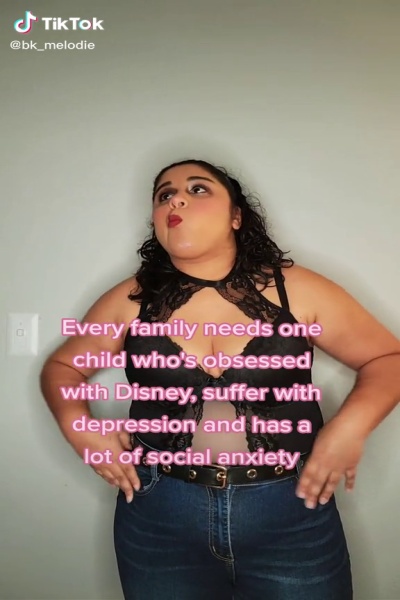 TikTok
@bk_melodie
Every family needs one
child who's obsessed
with Disney, suffer with
depression and has a
lot of social anxiety